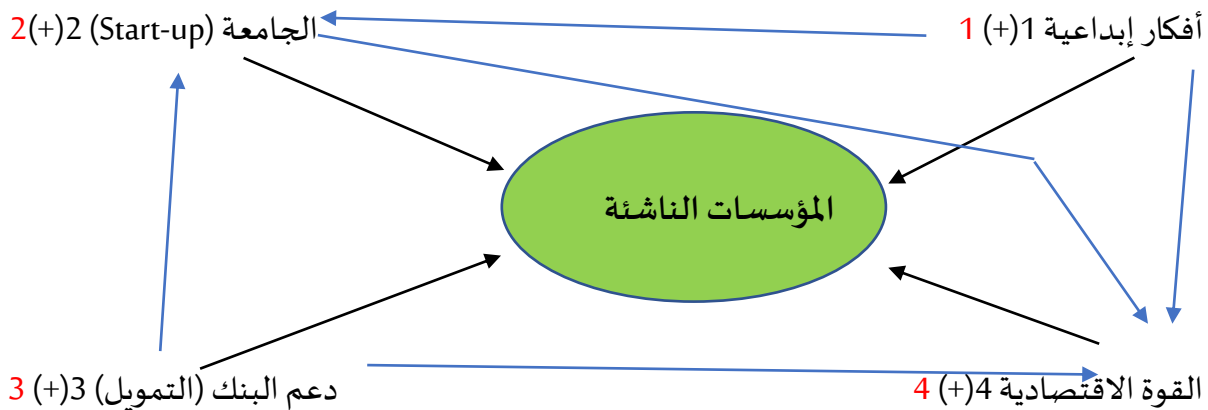 أفكار إبداعية 1(+) 1
الجامعة (Start-up) 2(+)2
المؤسسات الناشئة
القوة الاقتصادية 4(+) 4
دعم البنك (التمويل) 3(+) 3